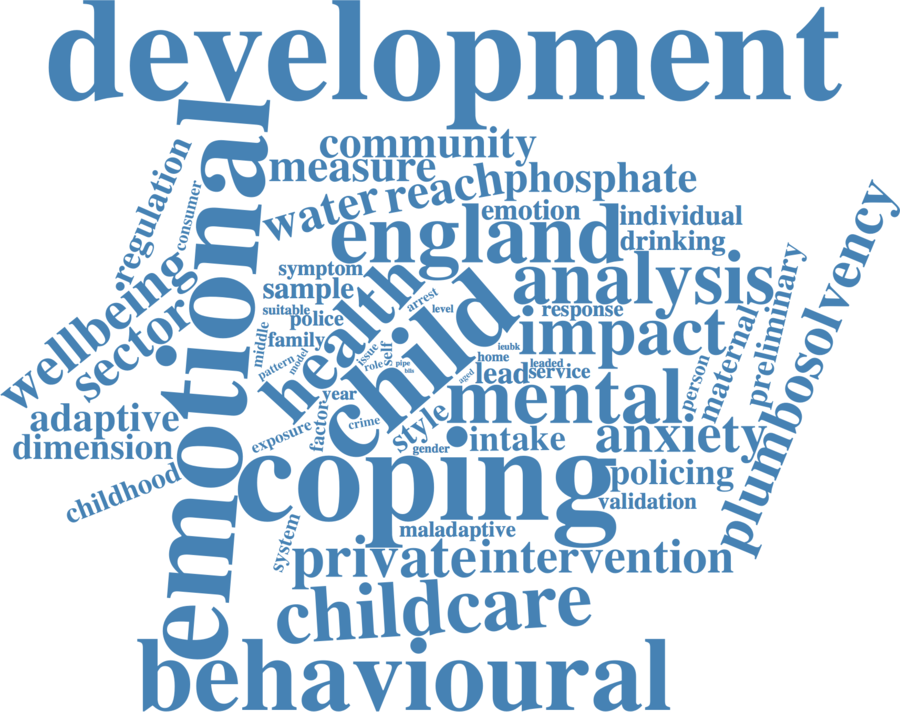 development
emotional
community
measure
regulation
consumer
water
reach
phosphate
emotion
individual
england
drinking
wellbeing
sector
symptom
sample
health
analysis
suitable
police
arrest
level
response
impact
child
family
middle
pattern
model
issue
role
self
pipe
ieubk
home
leaded
lead
service
aged
person
maternal
preliminary
plumbosolvency
year
factor
crime
exposure
style
mental
adaptive
dimension
gender
intake
anxiety
coping
policing
validation
childhood
system
maladaptive
private
intervention
childcare
behavioural